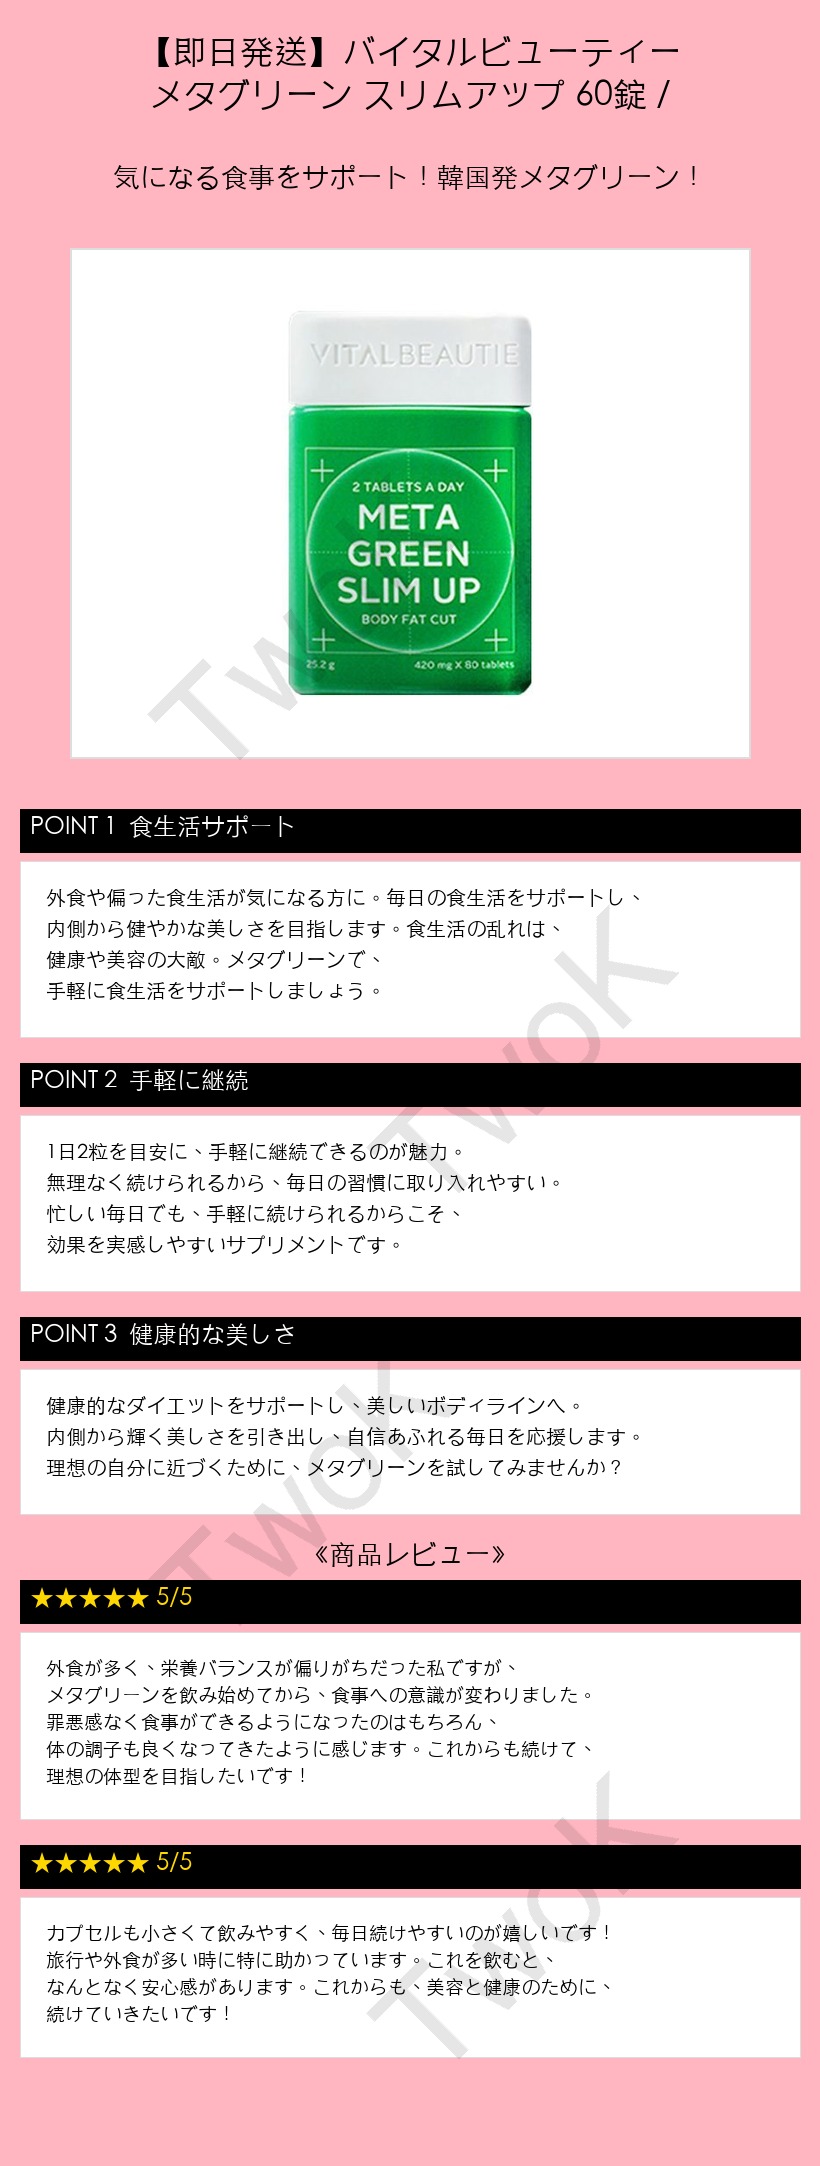 【即日発送】バイタルビューティー
メタグリーン スリムアップ 60錠 /
気になる食事をサポート！韓国発メタグリーン！
VITALBEAUTIE
2 TABLETS A DAY
META
GREEN
SLIM UP
BODY FAT CUT
25.2 g 420 mg X 80 tablets
TwoK
POINT 1 食生活サポート
外食や偏った食生活が気になる方に。毎日の食生活をサポートし、
内側から健やかな美しさを目指します。食生活の乱れは、
健康や美容の大敵。メタグリーンで、
手軽に食生活をサポートしましょう。
TwoK
POINT 2 手軽に継続
1日2粒を目安に、手軽に継続できるのが魅力。
無理なく続けられるから、毎日の習慣に取り入れやすい。
忙しい毎日でも、手軽に続けられるからこそ、
効果を実感しやすいサプリメントです。
POINT 3 健康的な美しさ
健康的なダイエットをサポートし、美しいボディラインへ。
内側から輝く美しさを引き出し、自信あふれる毎日を応援します。
理想の自分に近づくために、メタグリーンを試してみませんか？
TwoK
《商品レビュー》
★★★★★ 5/5
外食が多く、栄養バランスが偏りがちだった私ですが、
メタグリーンを飲み始めてから、食事への意識が変わりました。
罪悪感なく食事ができるようになったのはもちろん、
体の調子も良くなってきたように感じます。これからも続けて、
理想の体型を目指したいです！
★★★★★ 5/5
カプセルも小さくて飲みやすく、毎日続けやすいのが嬉しいです！
旅行や外食が多い時に特に助かっています。これを飲むと、
なんとなく安心感があります。これからも、美容と健康のために、
続けていきたいです！
TwoK